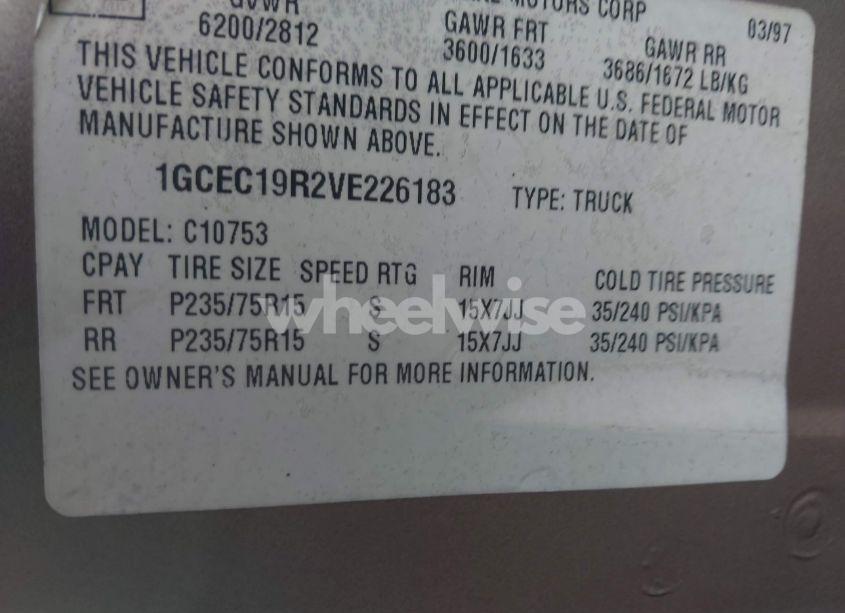 GVWR MOTORS CORP 03/97
6200/2812 GAWR FRT GAWR RR
3600/1633 3686/1672 LB/KG
THIS VEHICLE CONFORMS TO ALL APPLICABLE U.S. FEDERAL MOTOR
VEHICLE SAFETY STANDARDS IN EFFECT ON THE DATE OF
MANUFACTURE SHOWN ABOVE.
1GCEC19R2VE226183 TYPE: TRUCK
MODEL: C10753
CPAY TIRE SIZE SPEED RTG RIM COLD TIRE PRESSURE
FRT P235/75R15 S 15X7JJ 35/240 PSI/KPA
wheelwise
RR P235/75R15 S 15X7JJ 35/240 PSI/KPA
SEE OWNER'S MANUAL FOR MORE INFORMATION.